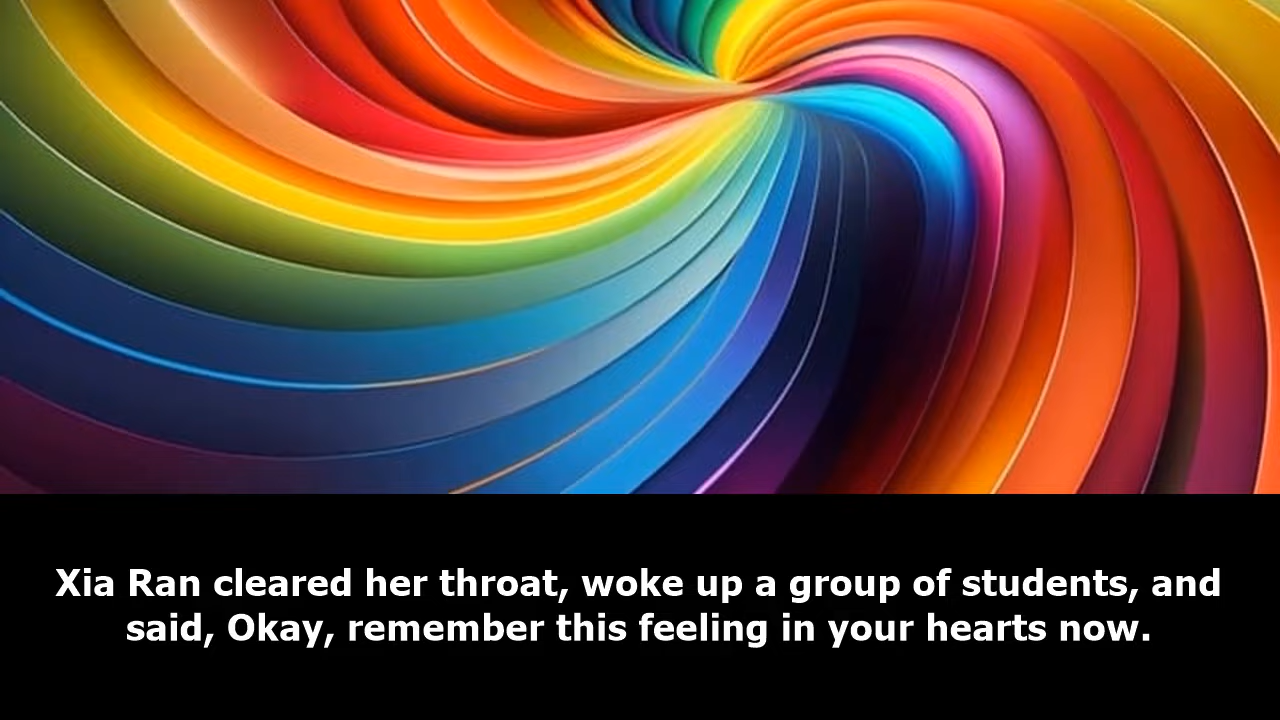 Xia Ran cleared her throat, woke up a group of students, and
said, Okay, remember this feeling in your hearts now.